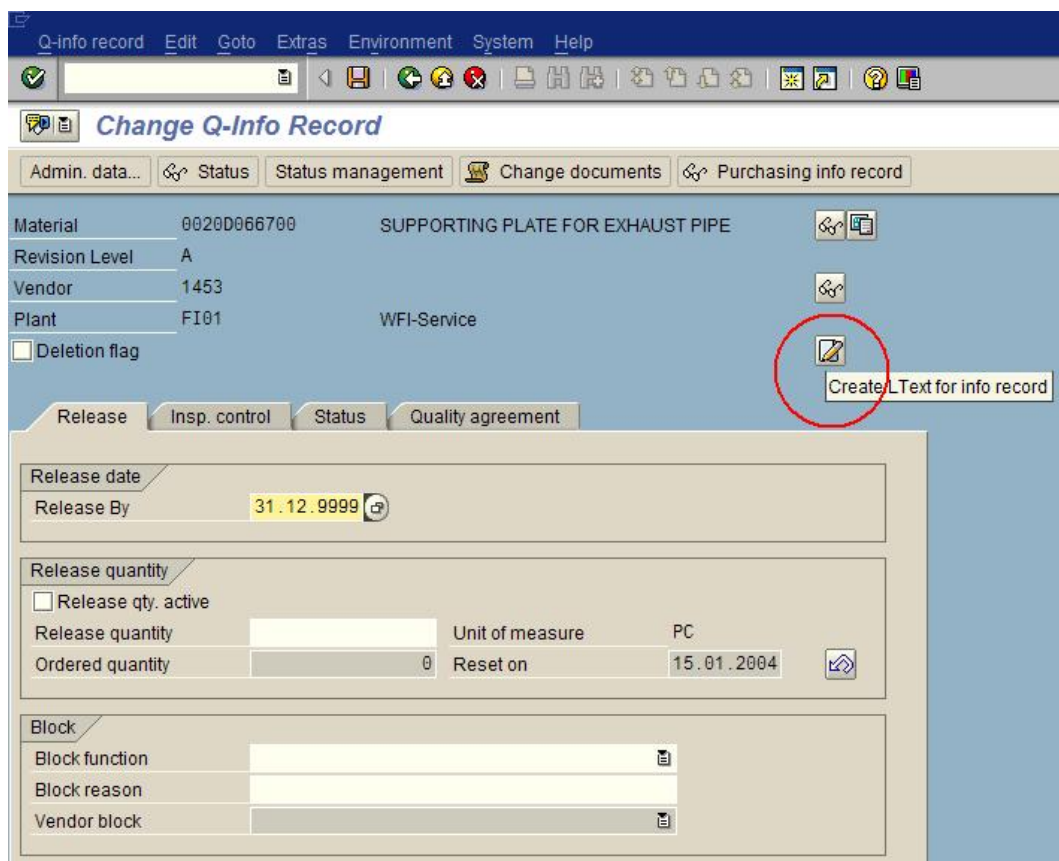 Q-info record Edit Goto Extras Environment System Help
Change Q-Info Record
Admin. data... Status Status management Change documents Purchasing info record
Material 0020D066700 SUPPORTING PLATE FOR EXHAUST PIPE
Revision Level A
Vendor 1453
Plant FI01 WFI-Service
Deletion flag
Create LText for info record
Release Insp. control Status Quality agreement
Release date
Release By 31.12.9999
Release quantity
Release qty. active
Release quantity Unit of measure PC
Ordered quantity 0 Reset on 15.01.2004
Block
Block function
Block reason
Vendor block